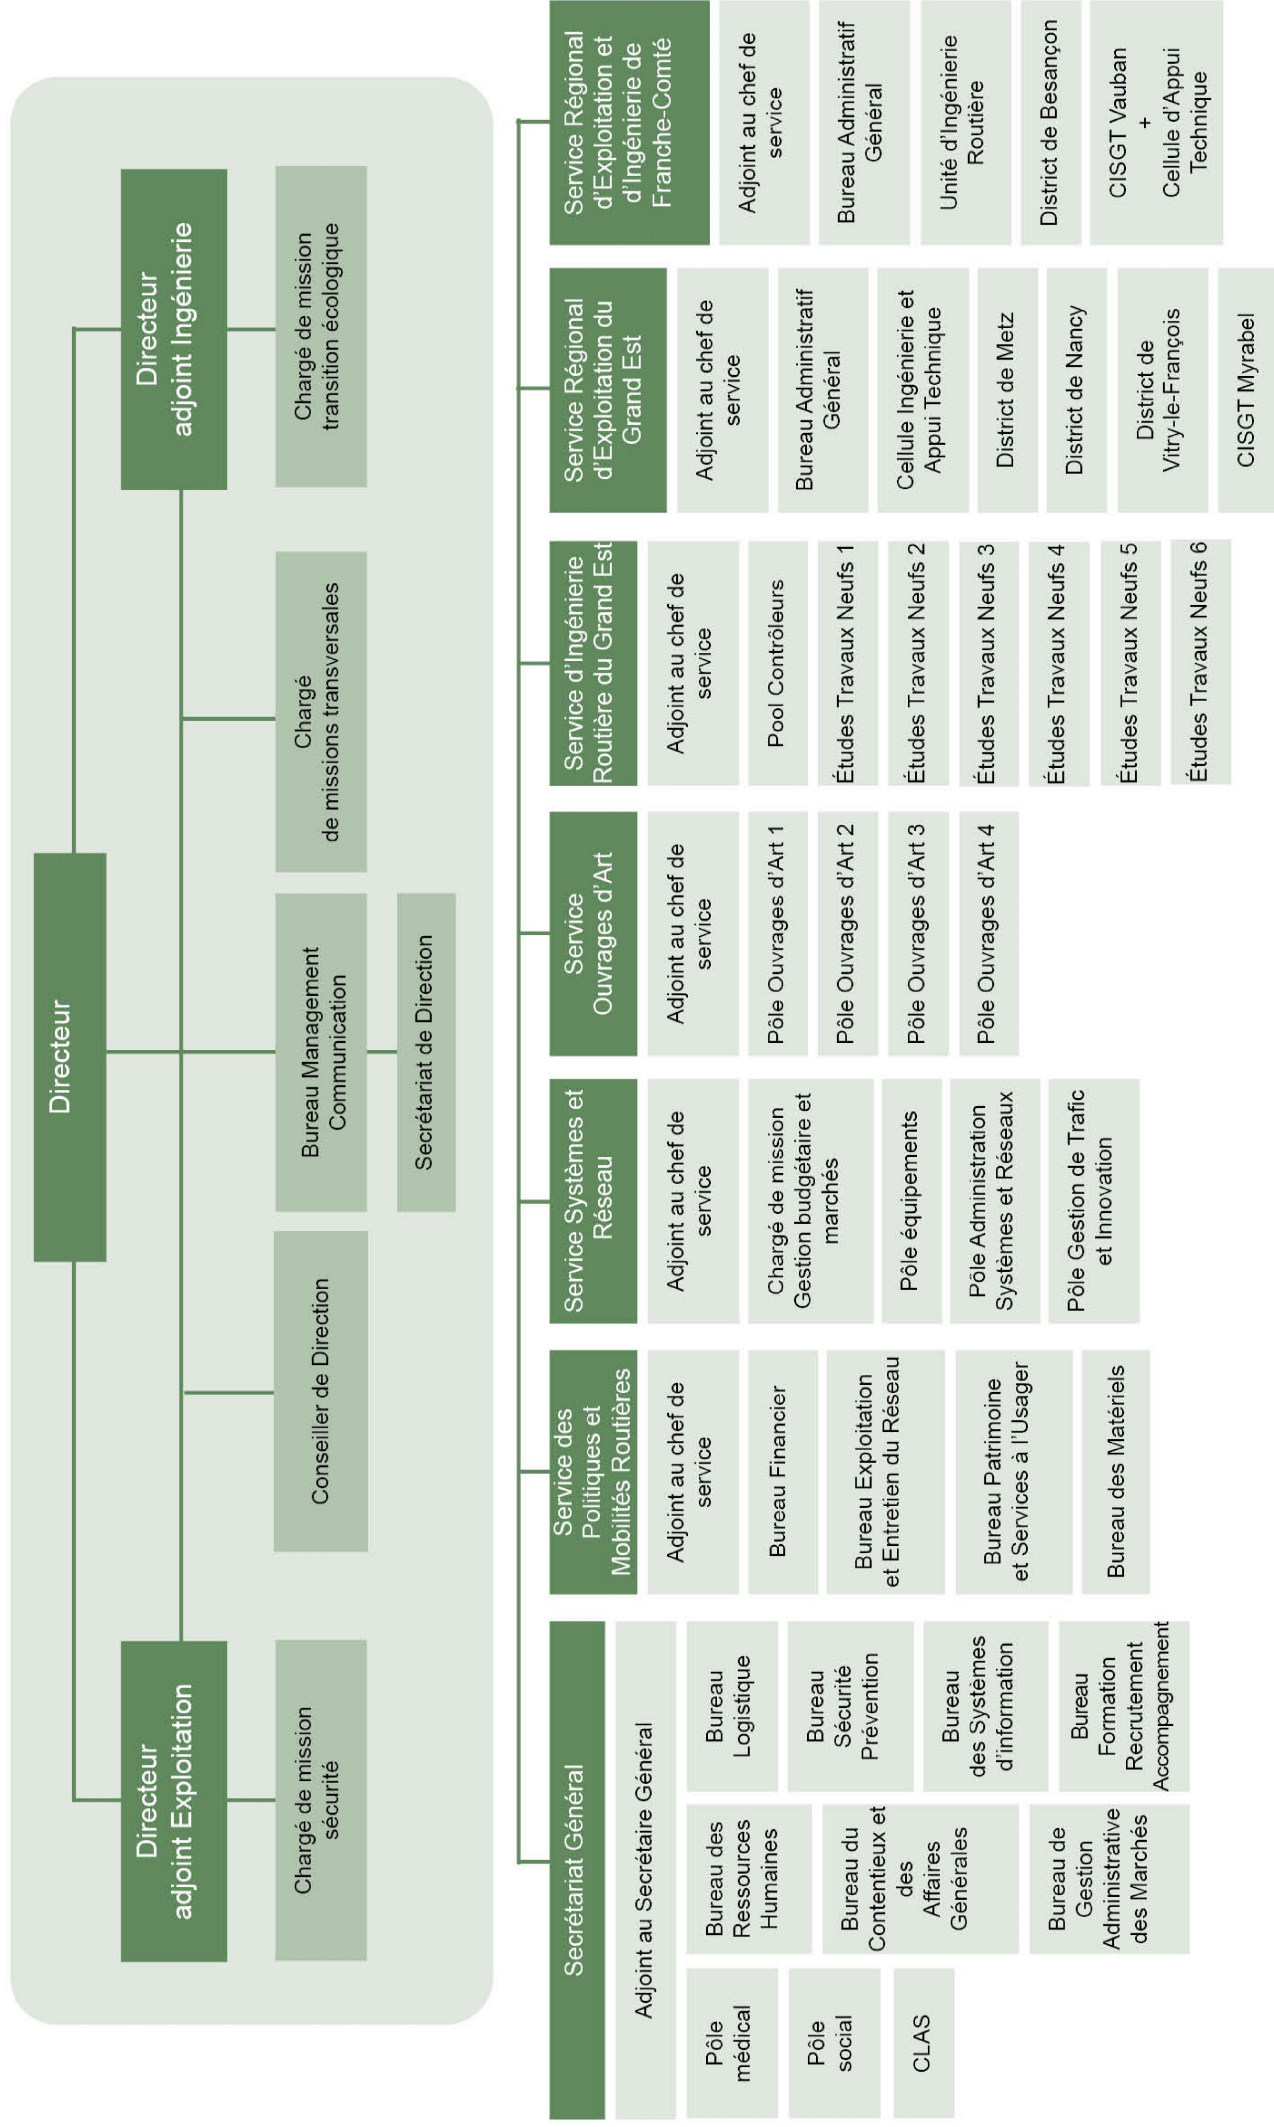 Directeur
Directeur
adjoint Exploitation
Directeur
adjoint Ingénierie
Chargé de mission
sécurité
Conseiller de Direction
Bureau Management
Communication
Chargé
de missions transversales
Chargé de mission
transition écologique
Secrétariat de Direction
Secrétariat Général
Adjoint au Secrétaire Général
Pôle
médical
Pôle
social
CLAS
Bureau des
Ressources
Humaines
Bureau du
Contentieux et
des
Affaires
Générales
Bureau de
Gestion
Administrative
des Marchés
Bureau
Logistique
Bureau
Sécurité
Prévention
Bureau
des Systèmes
d’information
Bureau
Formation
Recrutement
Accompagnement
Service des
Politiques et
Mobilités Routières
Adjoint au chef de
service
Bureau Financier
Bureau Exploitation
et Entretien du Réseau
Bureau Patrimoine
et Services à l’Usager
Bureau des Matériels
Service Systèmes et
Réseau
Adjoint au chef de
service
Chargé de mission
Gestion budgétaire et
marchés
Pôle équipements
Pôle Administration
Systèmes et Réseaux
Pôle Gestion de Trafic
et Innovation
Service
Ouvrages d’Art
Adjoint au chef de
service
Pôle Ouvrages d’Art 1
Pôle Ouvrages d’Art 2
Pôle Ouvrages d’Art 3
Pôle Ouvrages d’Art 4
Service d’Ingénierie
Routière du Grand Est
Adjoint au chef de
service
Pool Contrôleurs
Études Travaux Neufs 1
Études Travaux Neufs 2
Études Travaux Neufs 3
Études Travaux Neufs 4
Études Travaux Neufs 5
Études Travaux Neufs 6
Service Régional
d’Exploitation du
Grand Est
Adjoint au chef de
service
Bureau Administratif
Général
Cellule Ingénierie et
Appui Technique
District de Metz
District de Nancy
District de
Vitry-le-François
CISGT Myrabel
Service Régional
d’Exploitation et
d’Ingénierie de
Franche-Comté
Adjoint au chef de
service
Bureau Administratif
Général
Unité d’Ingénierie
Routière
District de Besançon
CISGT Vauban
+
Cellule d’Appui
Technique